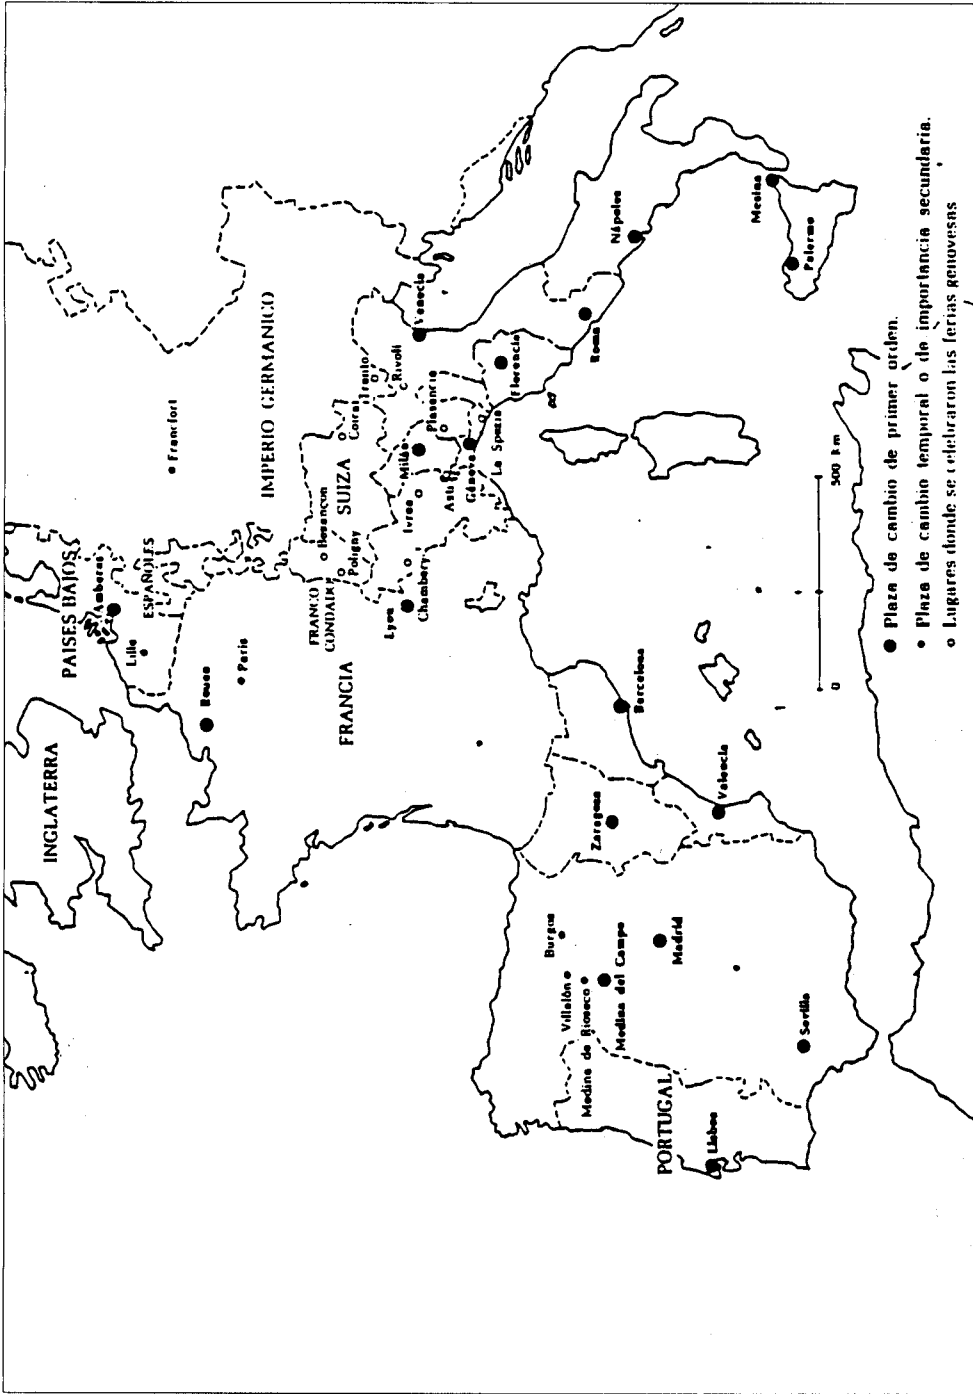 INGLATERRA
PAISES BAJOS
Amberes
ESPAÑOLES
Lille
Francfort
IMPERIO GERMANICO
Rouen
Paris
FRANCIA
FRANCO
CONDADO
Besançon
Poligny
SUIZA
Coira
Trento
Rivoli
Venecia
Lyon
Chambery
Ivrea
Milán
Plasencia
Asti
Génova
La Spezia
Florencia
Roma
Nápoles
Mesina
Palermo
Barcelona
Zaragoza
Valencia
Burgos
Villalón
Medina de Rioseco
Medina del Campo
Madrid
Sevilla
PORTUGAL
Lisboa
0
500 km
Plaza de cambio de primer orden.
Plaza de cambio temporal o de importancia secundaria.
Lugares donde se celebraron las ferias genovesas